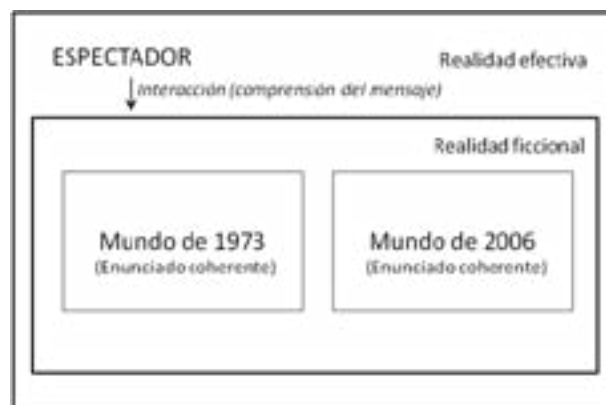 ESPECTADOR
Realidad efectiva
Interacción (comprensión del mensaje)
Realidad ficcional
Mundo de 1973
(Enunciado coherente)
Mundo de 2006
(Enunciado coherente)